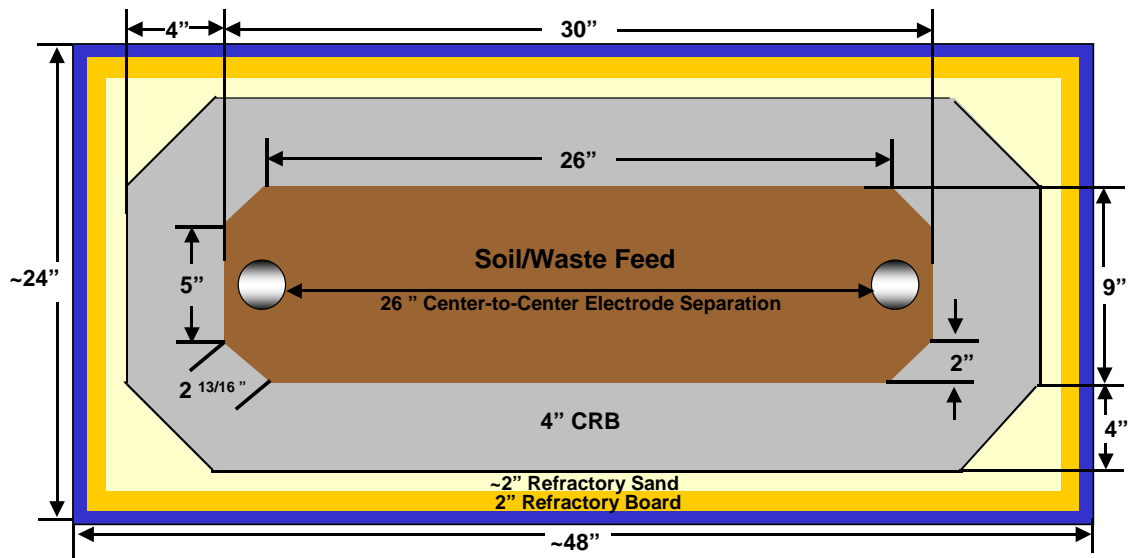 4”
30”
26”
~24”
5”
Soil/Waste Feed
26 ” Center-to-Center Electrode Separation
9”
2”
2 13/16 ”
4” CRB
4”
~2” Refractory Sand
2” Refractory Board
~48”